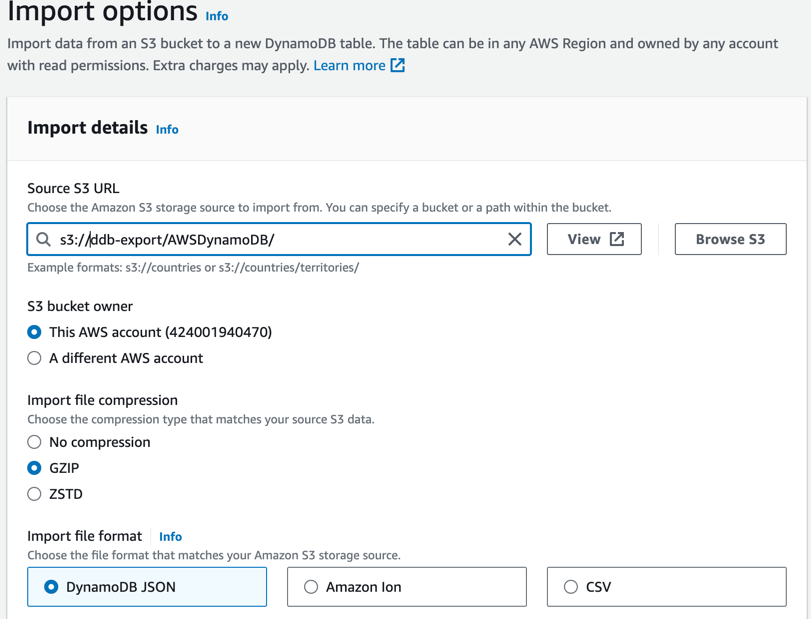 Import options Info
Import data from an S3 bucket to a new DynamoDB table. The table can be in any AWS Region and owned by any account
with read permissions. Extra charges may apply. Learn more
Import details Info
Source S3 URL
Choose the Amazon S3 storage source to import from. You can specify a bucket or a path within the bucket.
s3://ddb-export/AWSDynamoDB/
View
Browse S3
Example formats: s3://countries or s3://countries/territories/
S3 bucket owner
This AWS account (424001940470)
A different AWS account
Import file compression
Choose the compression type that matches your source S3 data.
No compression
GZIP
ZSTD
Import file format Info
Choose the file format that matches your Amazon S3 storage source.
DynamoDB JSON
Amazon Ion
CSV